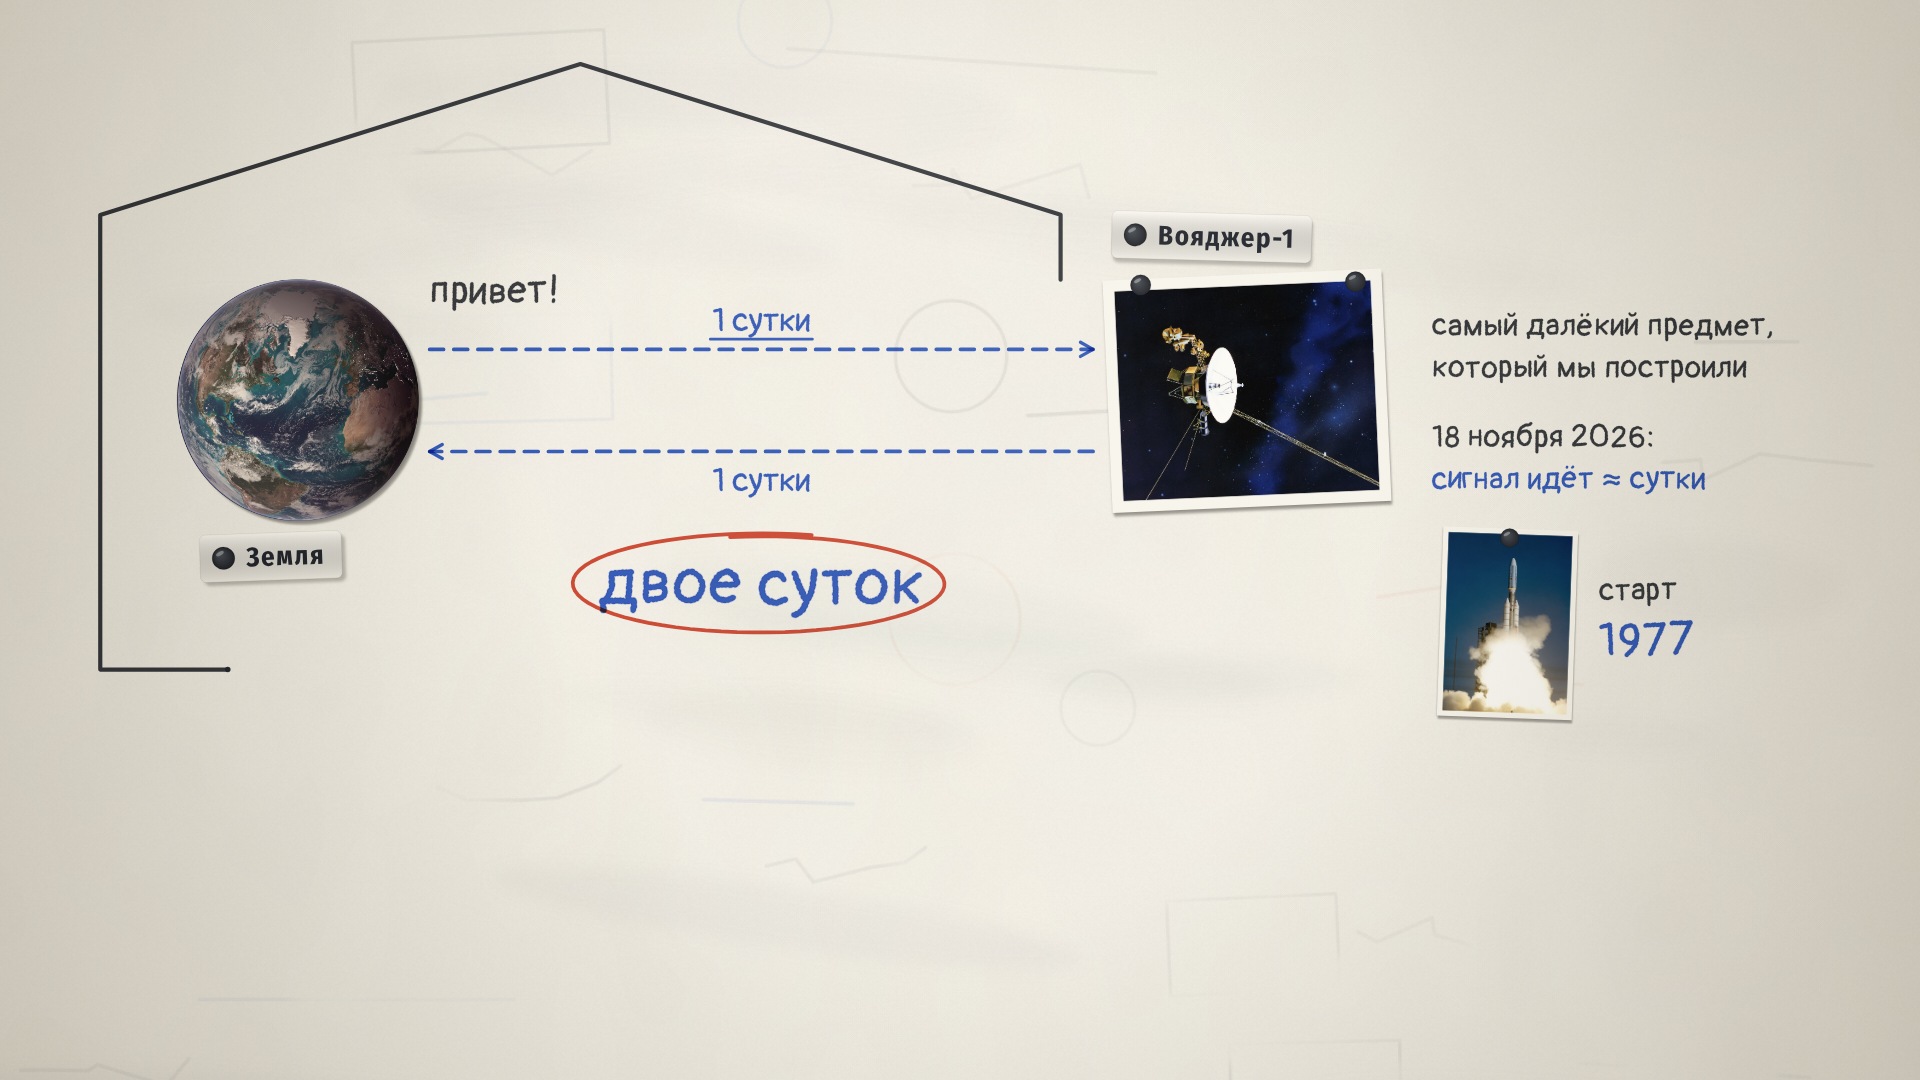 Вояджер-1
привет!
1 сутки
самый далёкий предмет,
который мы построили
18 ноября 2026:
сигнал идёт ≈ сутки
1 сутки
Земля
двое суток
старт
1977